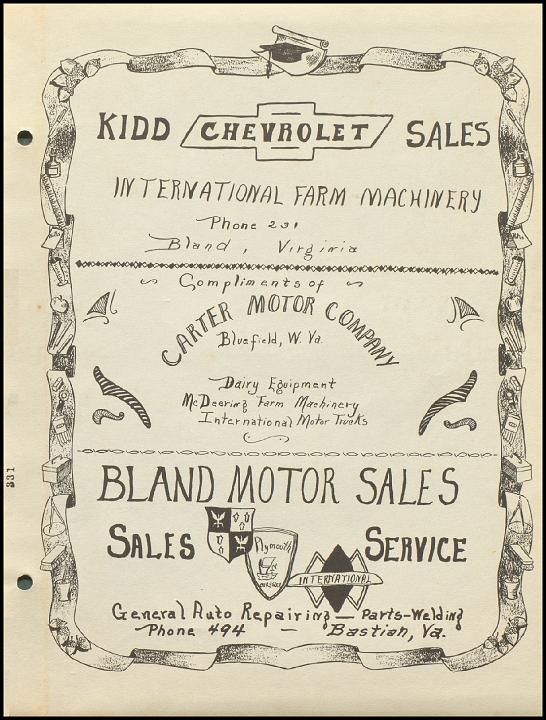 KIDD CHEVROLET SALES
INTERNATIONAL FARM MACHINERY
Phone 231
Bland, Virginia
Compliments of
CARTER MOTOR COMPANY
Bluefield, W. Va.
Dairy Equipment
McDeering Farm Machinery
International Motor Trucks
BLAND MOTOR SALES
SALES SERVICE
Plymouth
INTERNATIONAL
General Auto Repairing — Parts-Welding
Phone 494 — Bastian, Va.
331